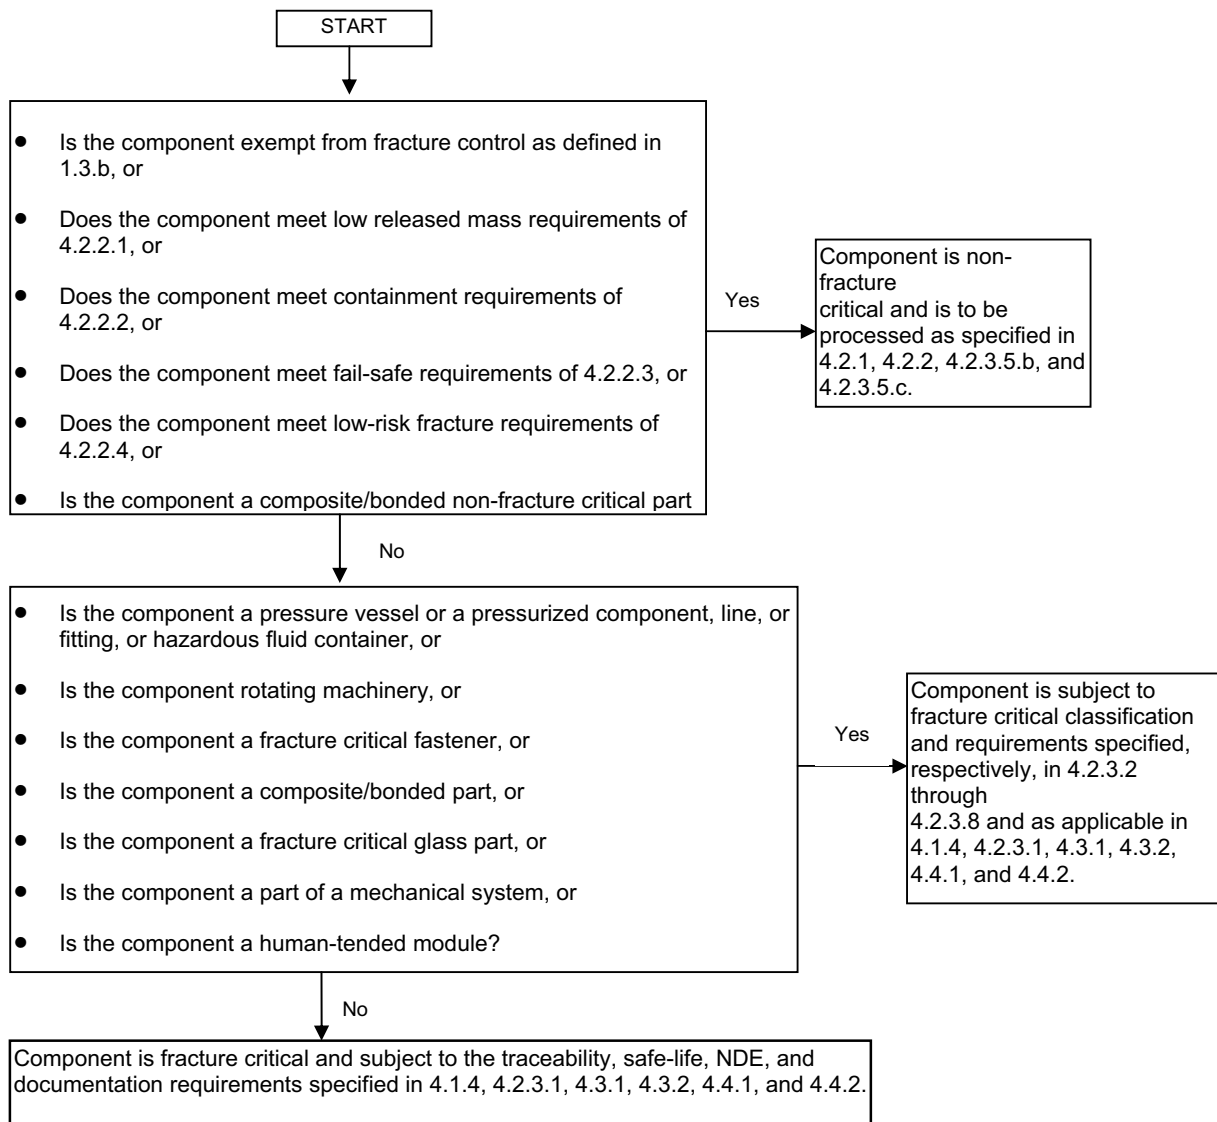 START
• Is the component exempt from fracture control as defined in
1.3.b, or
• Does the component meet low released mass requirements of
4.2.2.1, or
• Does the component meet containment requirements of
4.2.2.2, or
• Does the component meet fail-safe requirements of 4.2.2.3, or
• Does the component meet low-risk fracture requirements of
4.2.2.4, or
• Is the component a composite/bonded non-fracture critical part
Yes
Component is non-
fracture
critical and is to be
processed as specified in
4.2.1, 4.2.2, 4.2.3.5.b, and
4.2.3.5.c.
No
• Is the component a pressure vessel or a pressurized component, line, or
fitting, or hazardous fluid container, or
• Is the component rotating machinery, or
• Is the component a fracture critical fastener, or
• Is the component a composite/bonded part, or
• Is the component a fracture critical glass part, or
• Is the component a part of a mechanical system, or
• Is the component a human-tended module?
Yes
Component is subject to
fracture critical classification
and requirements specified,
respectively, in 4.2.3.2
through
4.2.3.8 and as applicable in
4.1.4, 4.2.3.1, 4.3.1, 4.3.2,
4.4.1, and 4.4.2.
No
Component is fracture critical and subject to the traceability, safe-life, NDE, and
documentation requirements specified in 4.1.4, 4.2.3.1, 4.3.1, 4.3.2, 4.4.1, and 4.4.2.